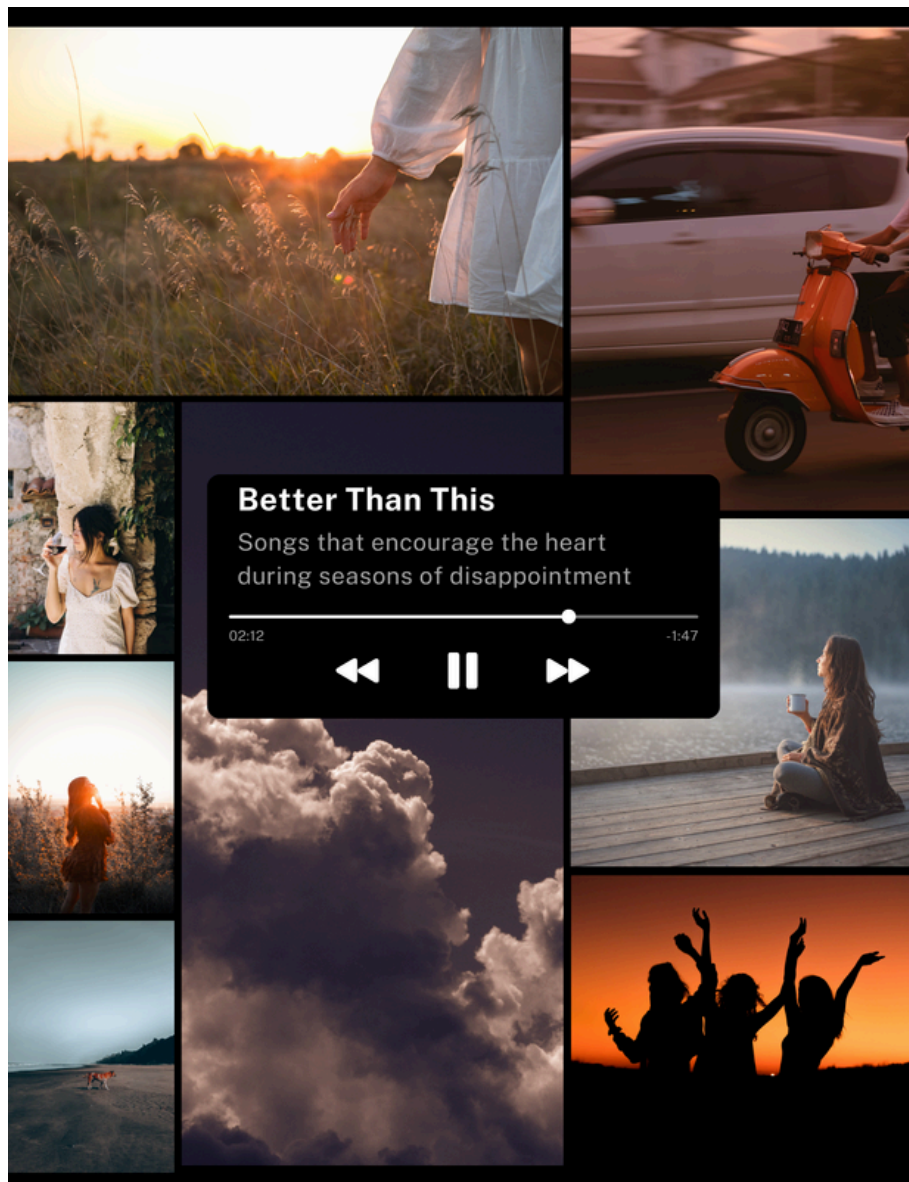 Better Than This
Songs that encourage the heart
during seasons of disappointment
02:12
-1:47